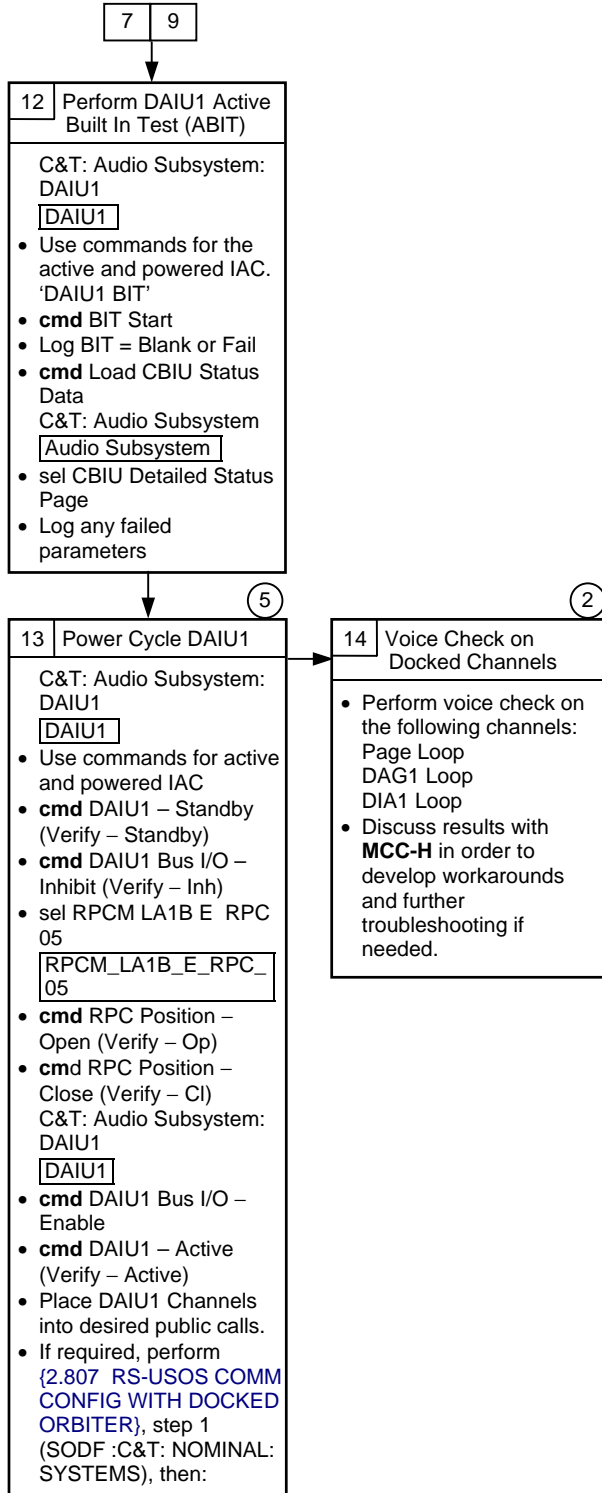 7 9
12 Perform DAIU1 Active
Built In Test (ABIT)
C&T: Audio Subsystem:
DAIU1
DAIU1
• Use commands for the
active and powered IAC.
‘DAIU1 BIT’
• cmd BIT Start
• Log BIT = Blank or Fail
• cmd Load CBIU Status
Data
C&T: Audio Subsystem
Audio Subsystem
• sel CBIU Detailed Status
Page
• Log any failed
parameters
5
13 Power Cycle DAIU1
C&T: Audio Subsystem:
DAIU1
DAIU1
• Use commands for active
and powered IAC
• cmd DAIU1 – Standby
(Verify – Standby)
• cmd DAIU1 Bus I/O –
Inhibit (Verify – Inh)
• sel RPCM LA1B E RPC
05
RPCM_LA1B_E_RPC_
05
• cmd RPC Position –
Open (Verify – Op)
• cmd RPC Position –
Close (Verify – Cl)
C&T: Audio Subsystem:
DAIU1
DAIU1
• cmd DAIU1 Bus I/O –
Enable
• cmd DAIU1 – Active
(Verify – Active)
• Place DAIU1 Channels
into desired public calls.
• If required, perform
{2.807 RS-USOS COMM
CONFIG WITH DOCKED
ORBITER}, step 1
(SODF :C&T: NOMINAL:
SYSTEMS), then:
2
14 Voice Check on
Docked Channels
• Perform voice check on
the following channels:
Page Loop
DAG1 Loop
DIA1 Loop
• Discuss results with
MCC-H in order to
develop workarounds
and further
troubleshooting if
needed.